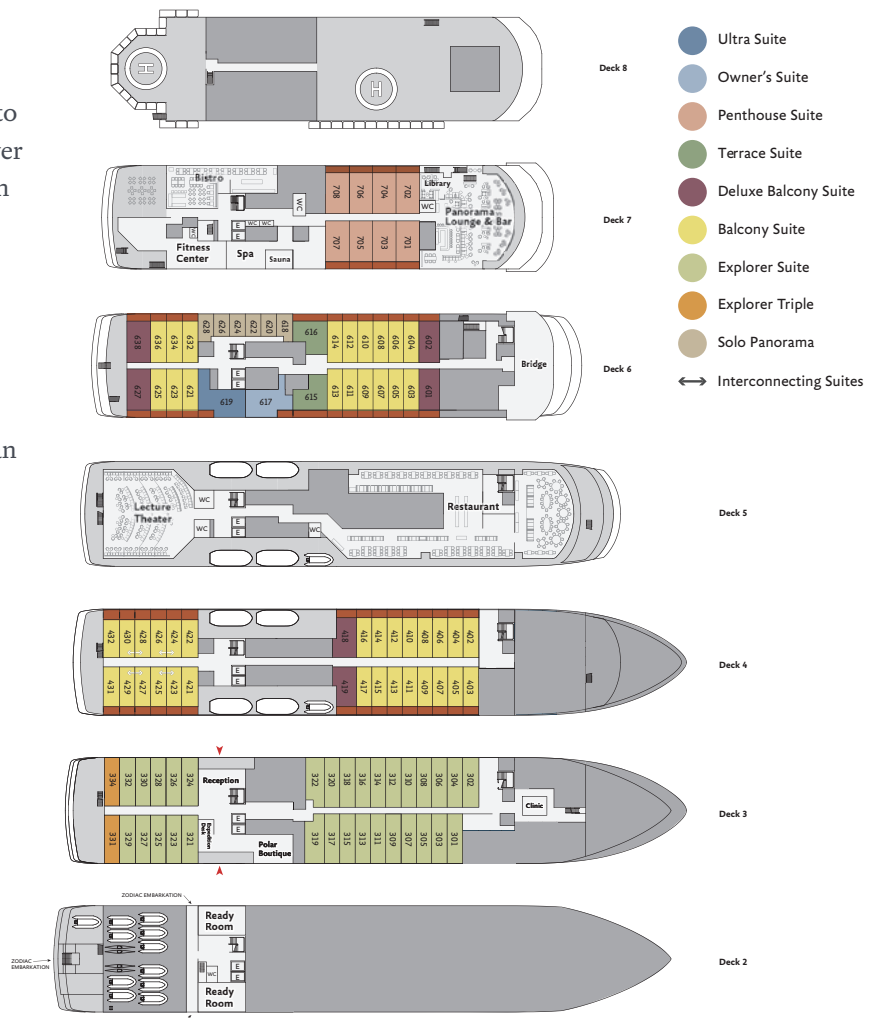 to
er
n
an
Ultra Suite
Owner's Suite
Penthouse Suite
Terrace Suite
Deluxe Balcony Suite
Balcony Suite
Explorer Suite
Explorer Triple
Solo Panorama
Interconnecting Suites
H
H
Deck 8
Bistro
WC
WC
WC
WC
E
E
Fitness
Center
Spa
Sauna
708 706 704 702
707 705 703 701
Library
WC
Panorama
Lounge & Bar
Deck 7
638 636 634 632 628 626 624 622 620 618 616 614 612 610 608 606 604 602
E
E
627 625 623 621 619 617 615 613 611 609 607 605 603 601
Bridge
Deck 6
Lecture
Theater
WC
WC
E
E
WC
Restaurant
Deck 5
432 430 428 426 424 422 418 416 414 412 410 408 406 404 402
E
E
431 429 427 425 423 421 419 417 415 413 411 409 407 405 403
Deck 4
334 332 330 328 326 324
Reception
322 320 318 316 314 312 310 308 306 304 302
E
E
Clinic
331 329 327 325 323 321
Expedition
Desk
Polar
Boutique
319 317 315 313 311 309 307 305 303 301
Deck 3
ZODIAC EMBARKATION
Ready
Room
ZODIAC
EMBARKATION
WC
E
E
Ready
Room
Deck 2